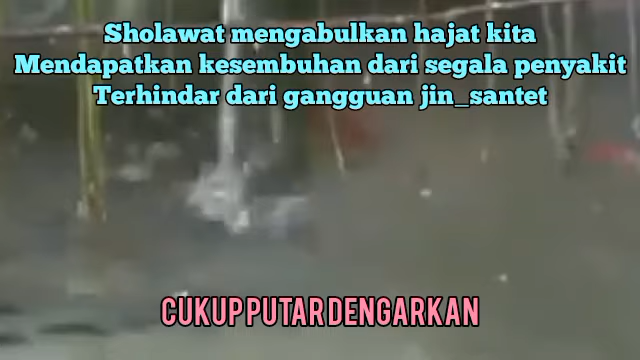 Sholawat mengabulkan hajat kita
Mendapatkan kesembuhan dari segala penyakit
Terhindar dari gangguan jin_santet
CUKUP PUTAR DENGARKAN